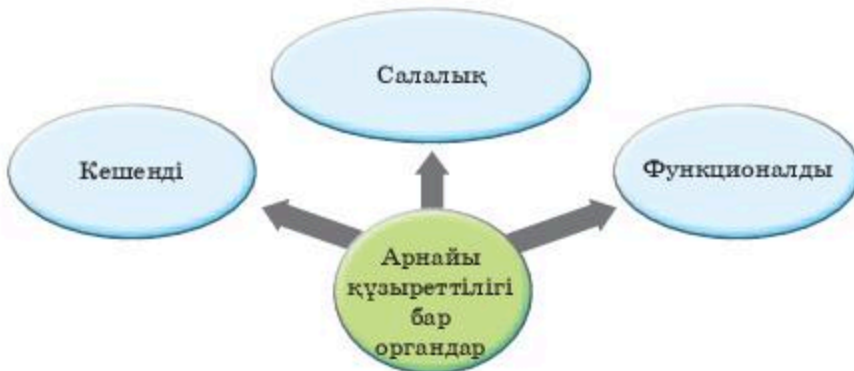 Салалық
Кешенді
Функционалды
Арнайы
құзыреттілігі
бар
органдар